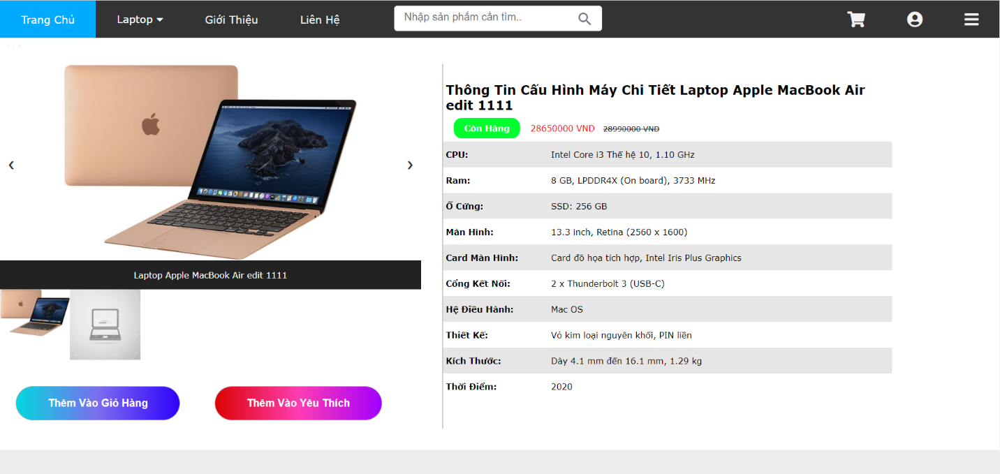 Trang Chủ Laptop Giới Thiệu Liên Hệ Nhập sản phẩm cần tìm..
1 / 4
Laptop Apple MacBook Air edit 1111
Thêm Vào Giỏ Hàng Thêm Vào Yêu Thích
Thông Tin Cấu Hình Máy Chi Tiết Laptop Apple MacBook Air
edit 1111
Còn Hàng 28650000 VND 28990000 VND
CPU: Intel Core i3 Thế hệ 10, 1.10 GHz
Ram: 8 GB, LPDDR4X (On board), 3733 MHz
Ổ Cứng: SSD: 256 GB
Màn Hình: 13.3 inch, Retina (2560 x 1600)
Card Màn Hình: Card đồ họa tích hợp, Intel Iris Plus Graphics
Cổng Kết Nối: 2 x Thunderbolt 3 (USB-C)
Hệ Điều Hành: Mac OS
Thiết Kế: Vỏ kim loại nguyên khối, PIN liền
Kích Thước: Dày 4.1 mm đến 16.1 mm, 1.29 kg
Thời Điểm: 2020